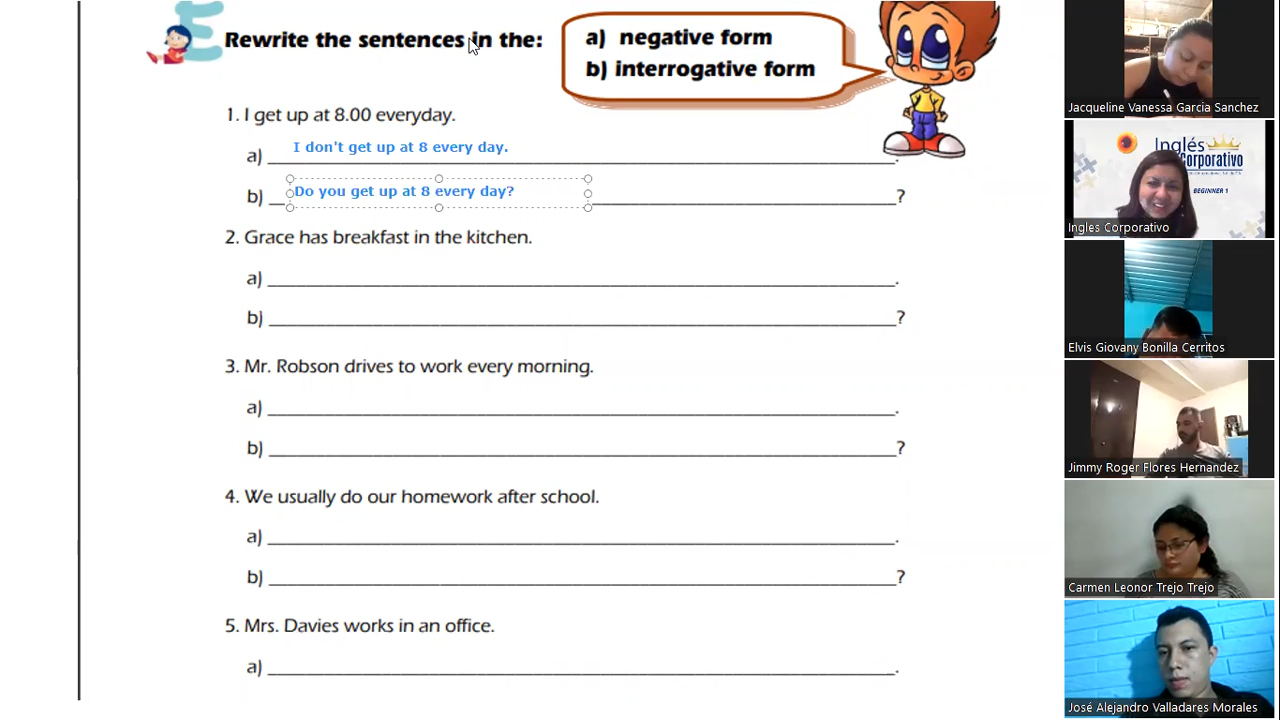 E
Rewrite the sentences in the:
a) negative form
b) interrogative form
1. I get up at 8.00 everyday.
a) I don't get up at 8 every day.
b) Do you get up at 8 every day? ?
2. Grace has breakfast in the kitchen.
a) .
b) ?
3. Mr. Robson drives to work every morning.
a) .
b) ?
4. We usually do our homework after school.
a) .
b) ?
5. Mrs. Davies works in an office.
a) .
Jacqueline Vanessa Garcia Sanchez
Inglés
Corporativo
BEGINNER 1
Ingles Corporativo
Elvis Giovany Bonilla Cerritos
Jimmy Roger Flores Hernandez
Carmen Leonor Trejo Trejo
José Alejandro Valladares Morales